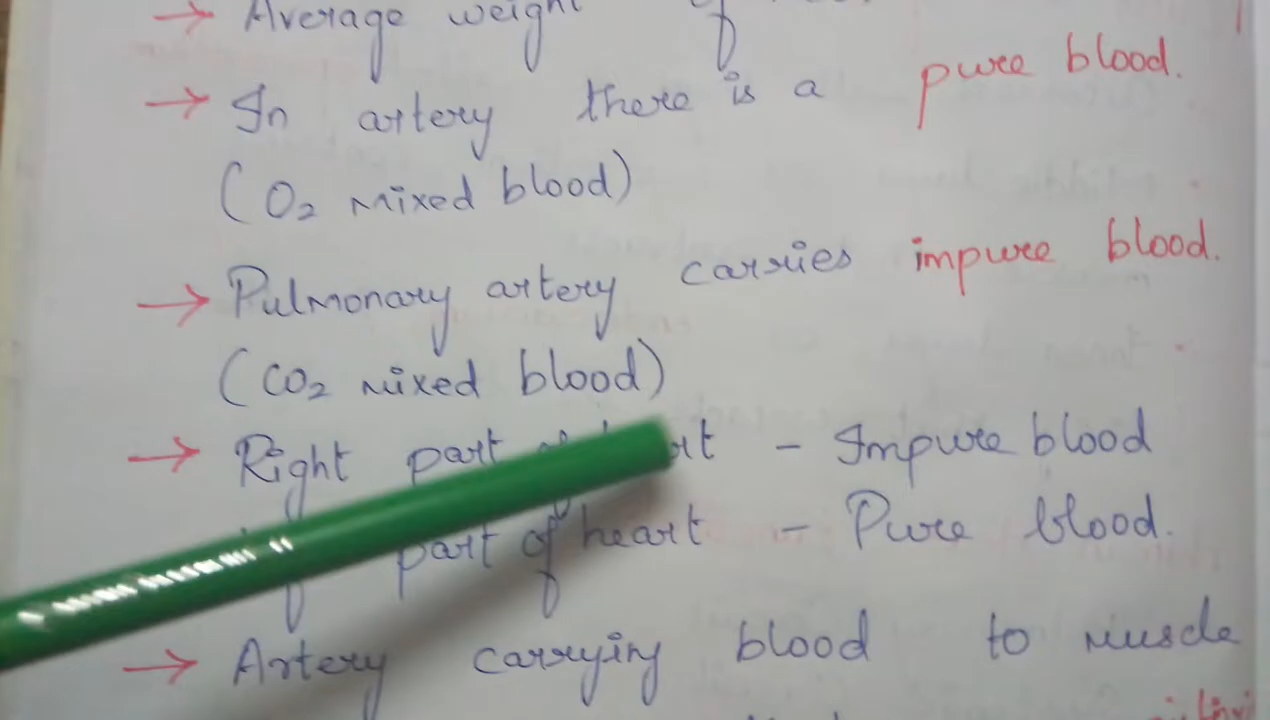 → Average weight of
→ In artery there is a pure blood.
(O₂ mixed blood)
→ Pulmonary artery carries impure blood.
(CO₂ mixed blood)
→ Right part - Impure blood
part of heart - Pure blood.
→ Artery carrying blood to muscle